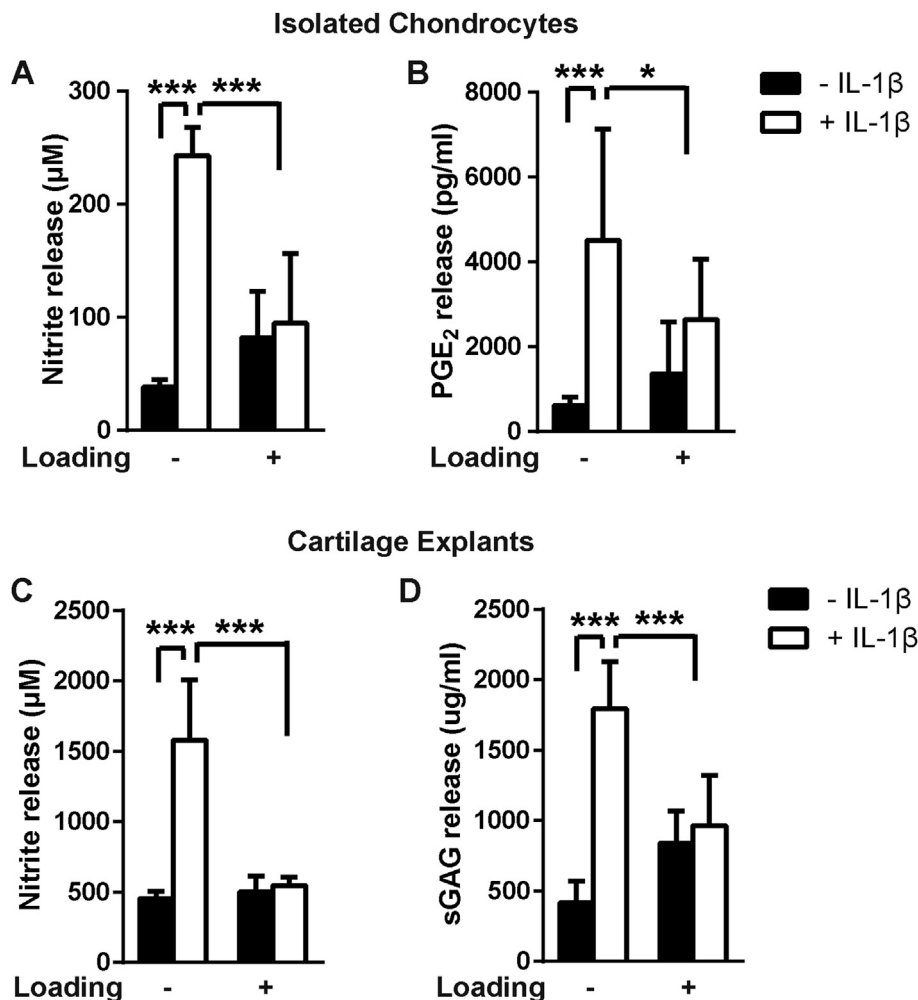 Isolated Chondrocytes
A
B
*** ***
*** *
- IL-1β
+ IL-1β
Nitrite release (µM)
300
200
100
0
PGE2 release (pg/ml)
8000
6000
4000
2000
0
Loading - +
Loading - +
Cartilage Explants
C
D
*** ***
*** ***
- IL-1β
+ IL-1β
Nitrite release (µM)
2500
2000
1500
1000
500
0
sGAG release (ug/ml)
2500
2000
1500
1000
500
0
Loading - +
Loading - +